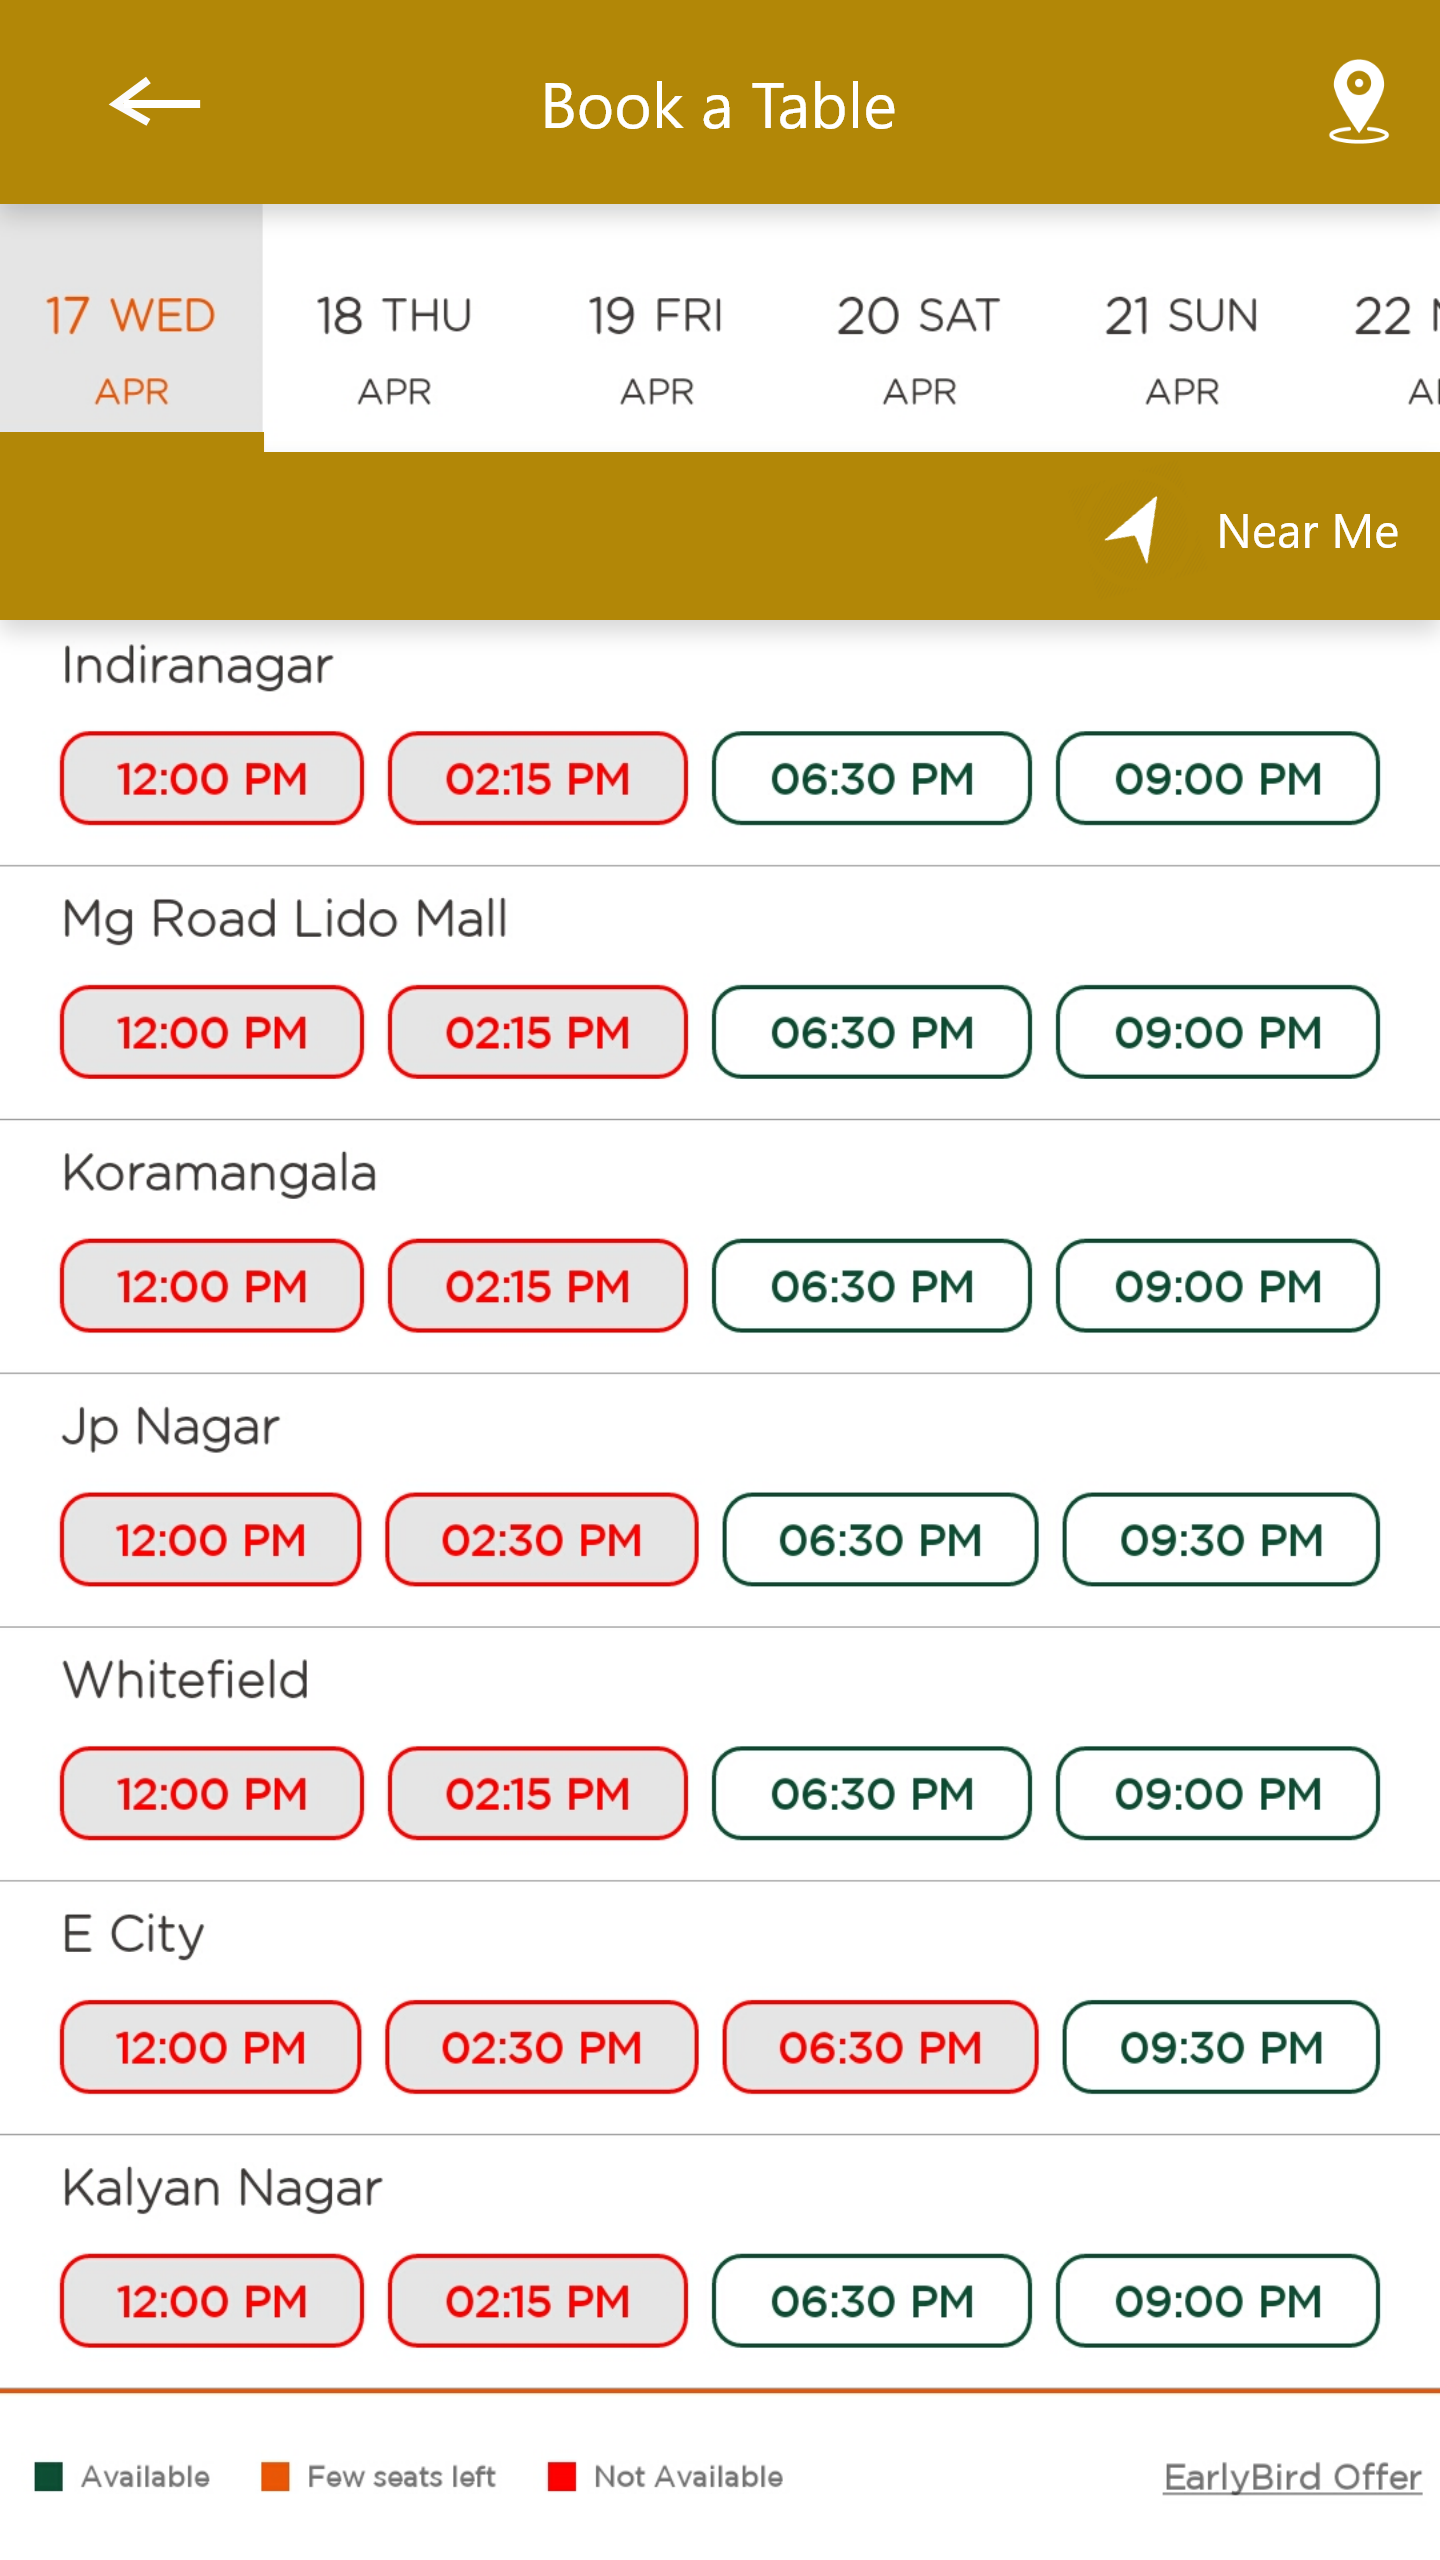 Book a Table
17 WED 18 THU 19 FRI 20 SAT 21 SUN 22
APR APR APR APR APR
Near Me
Indiranagar
12:00 PM 02:15 PM 06:30 PM 09:00 PM
Mg Road Lido Mall
12:00 PM 02:15 PM 06:30 PM 09:00 PM
Koramangala
12:00 PM 02:15 PM 06:30 PM 09:00 PM
Jp Nagar
12:00 PM 02:30 PM 06:30 PM 09:30 PM
Whitefield
12:00 PM 02:15 PM 06:30 PM 09:00 PM
E City
12:00 PM 02:30 PM 06:30 PM 09:30 PM
Kalyan Nagar
12:00 PM 02:15 PM 06:30 PM 09:00 PM
Available Few seats left Not Available EarlyBird Offer